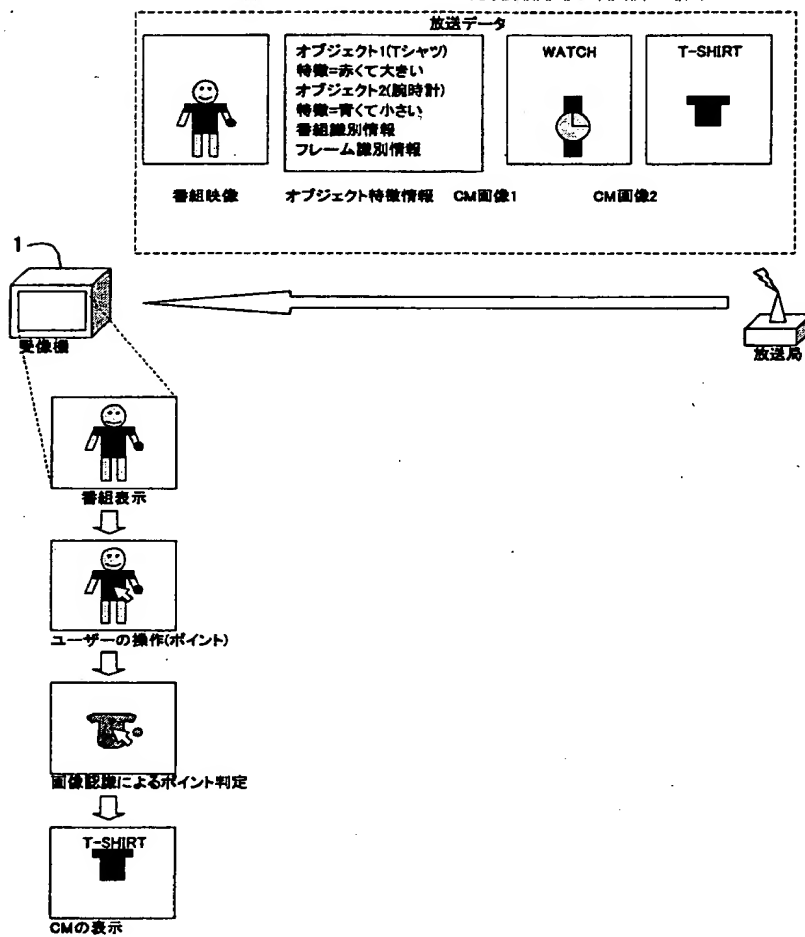 放送データ
オブジェクト1(Tシャツ)
特徴=赤くて大きい
オブジェクト2(腕時計)
特徴=青くて小さい
番組識別情報
フレーム識別情報
WATCH
T-SHIRT
番組映像
オブジェクト特徴情報
CM画像1
CM画像2
1
受像機
放送局
番組表示
ユーザーの操作(ポイント)
画像認識によるポイント判定
T-SHIRT
CMの表示